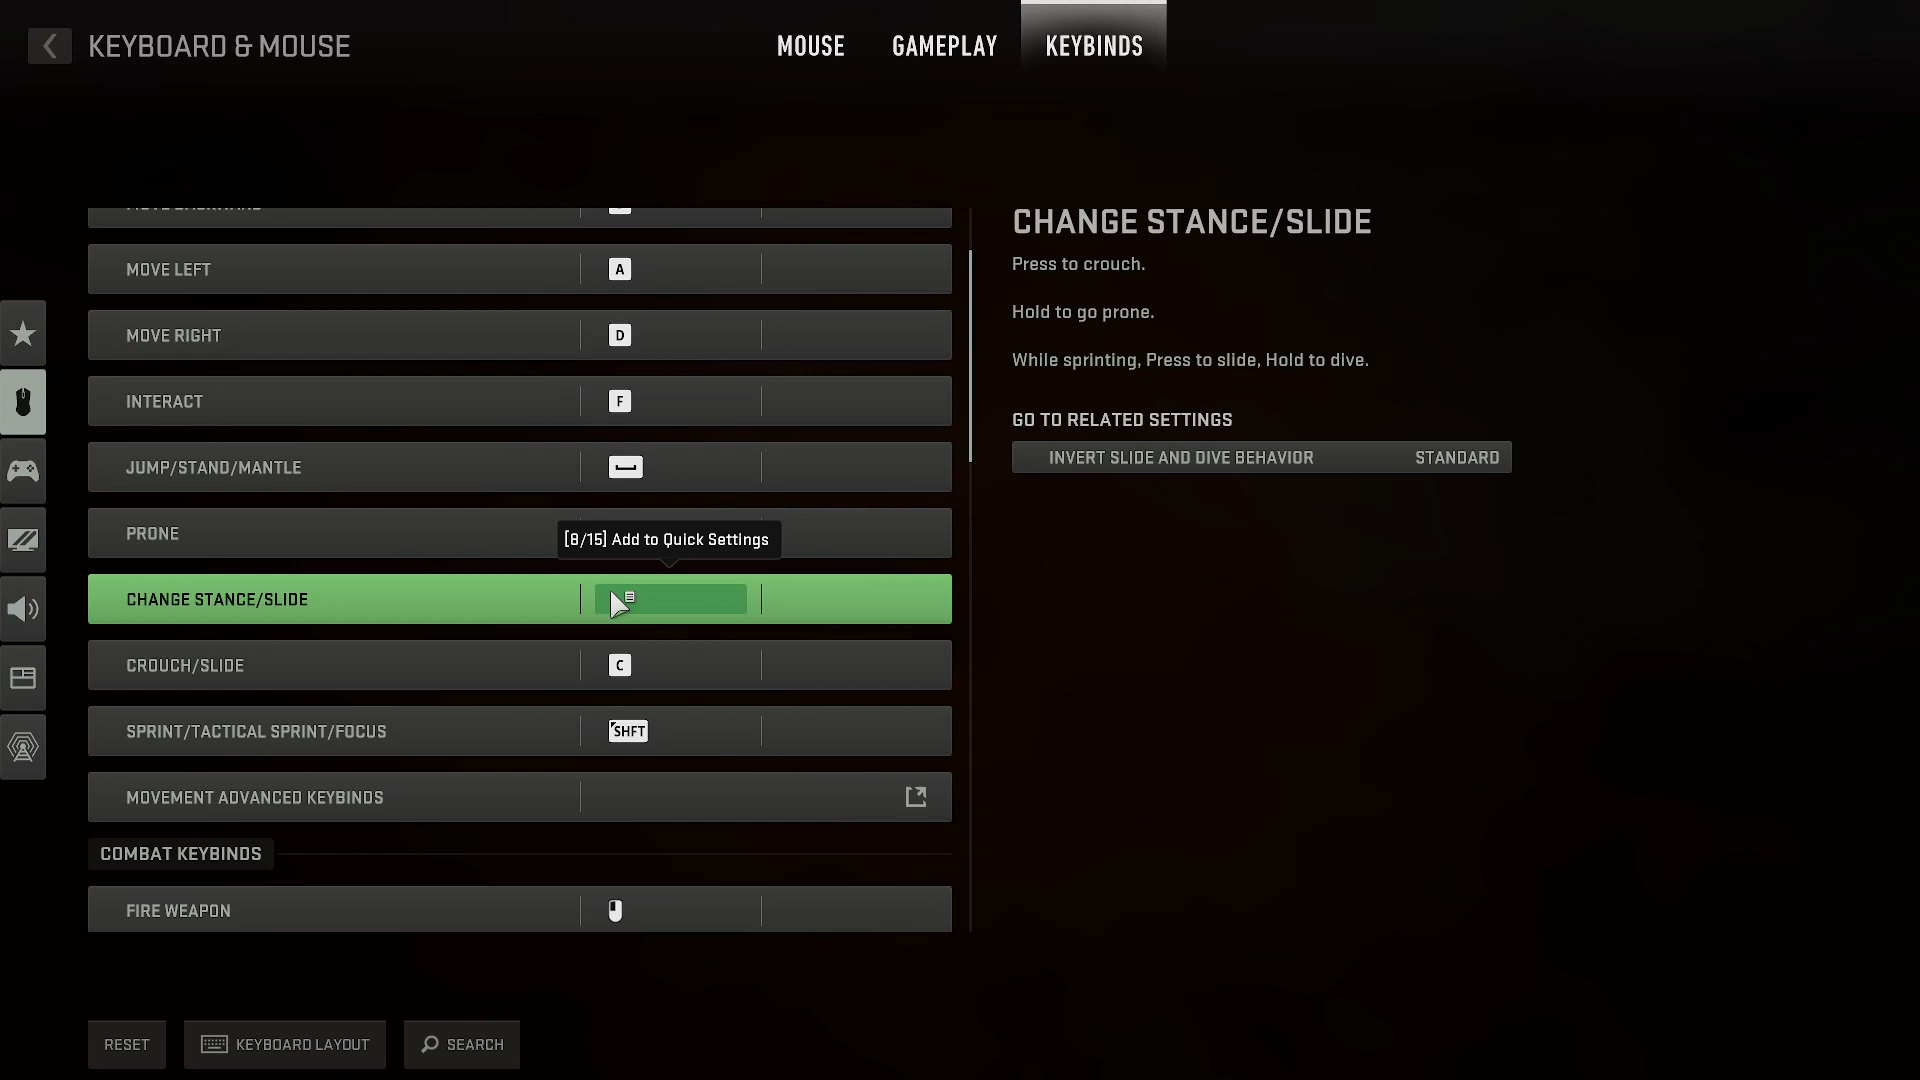 KEYBOARD & MOUSE
MOUSE
GAMEPLAY
KEYBINDS
MOVE BACKWARD
MOVE LEFT
A
MOVE RIGHT
D
INTERACT
F
JUMP/STAND/MANTLE
PRONE
[8/15] Add to Quick Settings
CHANGE STANCE/SLIDE
CROUCH/SLIDE
C
SPRINT/TACTICAL SPRINT/FOCUS
SHFT
MOVEMENT ADVANCED KEYBINDS
COMBAT KEYBINDS
FIRE WEAPON
CHANGE STANCE/SLIDE
Press to crouch.
Hold to go prone.
While sprinting, Press to slide, Hold to dive.
GO TO RELATED SETTINGS
INVERT SLIDE AND DIVE BEHAVIOR
STANDARD
RESET
KEYBOARD LAYOUT
SEARCH